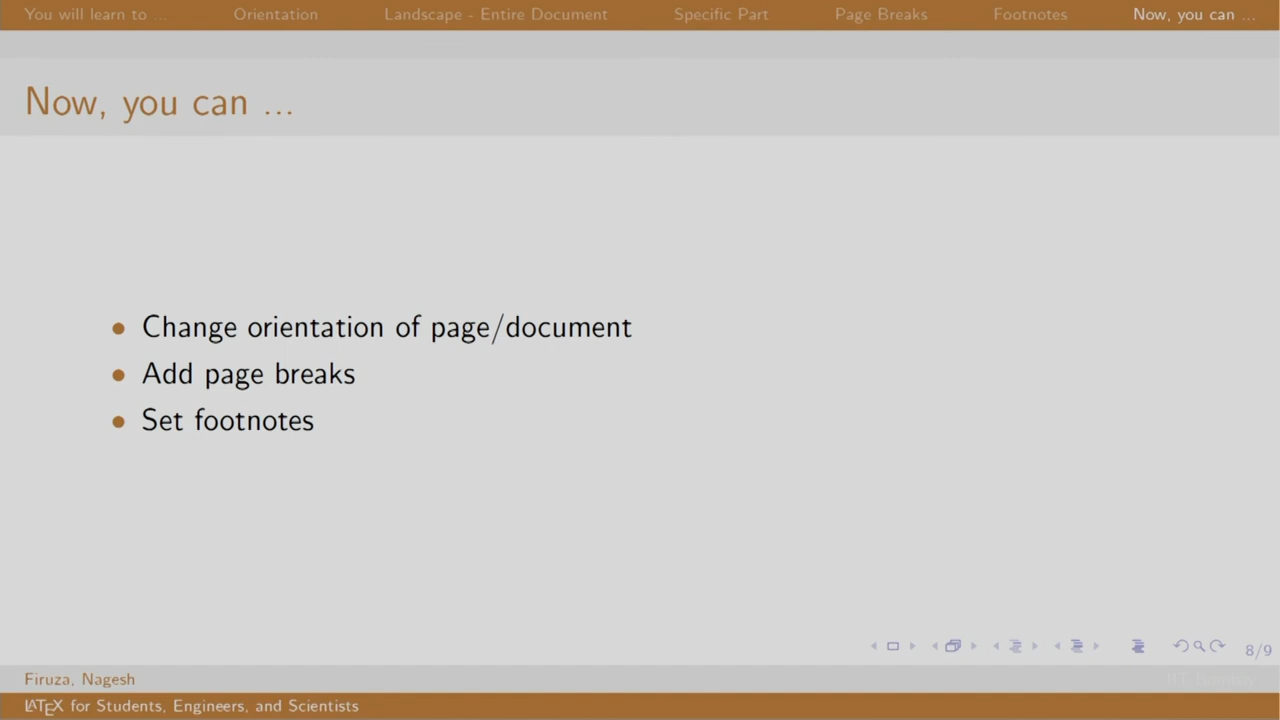 You will learn to ... Orientation Landscape - Entire Document Specific Part Page Breaks Footnotes Now, you can ...
Now, you can ...
• Change orientation of page/document
• Add page breaks
• Set footnotes
8/9
Firuza, Nagesh
LATEX for Students, Engineers, and Scientists